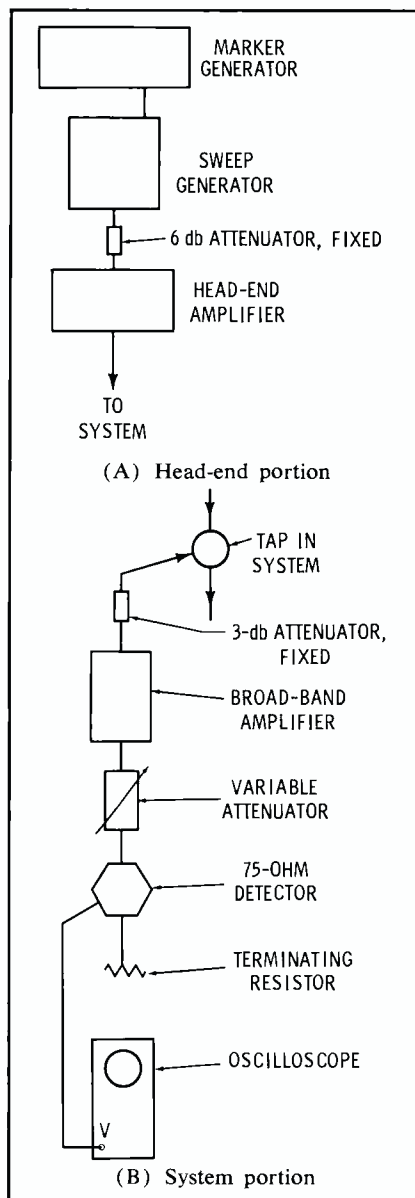 MARKER
GENERATOR
SWEEP
GENERATOR
6 db ATTENUATOR, FIXED
HEAD-END
AMPLIFIER
TO
SYSTEM
(A) Head-end portion
TAP IN
SYSTEM
3-db ATTENUATOR,
FIXED
BROAD-BAND
AMPLIFIER
VARIABLE
ATTENUATOR
75-OHM
DETECTOR
TERMINATING
RESISTOR
OSCILLOSCOPE
V
(B) System portion